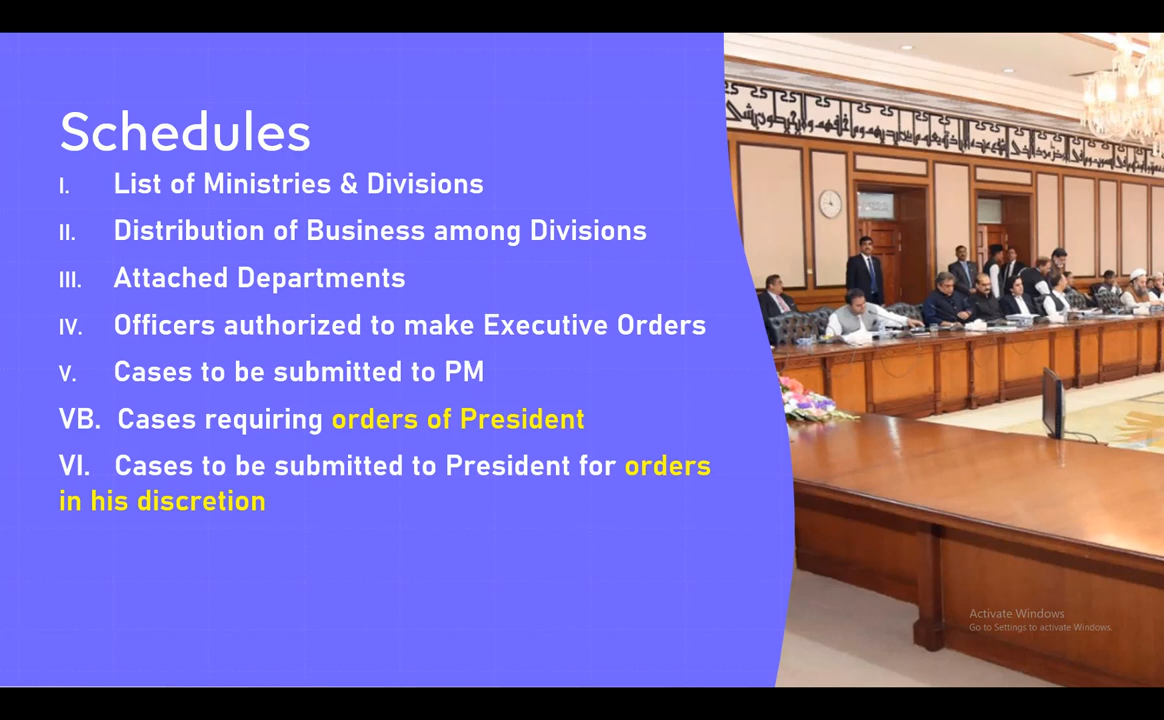 Schedules
I. List of Ministries & Divisions
II. Distribution of Business among Divisions
III. Attached Departments
IV. Officers authorized to make Executive Orders
V. Cases to be submitted to PM
VB. Cases requiring orders of President
VI. Cases to be submitted to President for orders
in his discretion
Activate Windows
Go to Settings to activate Windows.